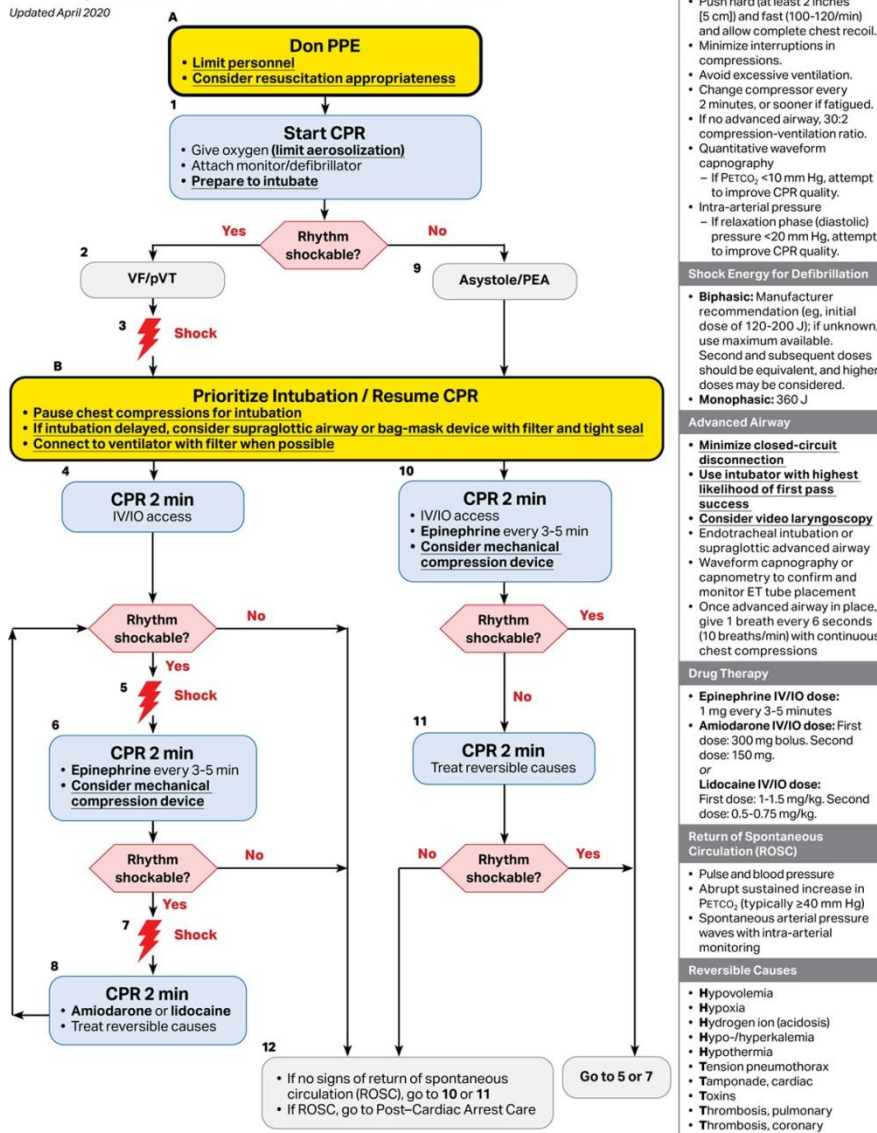 Updated April 2020
A
Don PPE
• Limit personnel
• Consider resuscitation appropriateness
1
Start CPR
• Give oxygen (limit aerosolization)
• Attach monitor/defibrillator
• Prepare to intubate
Rhythm
shockable?
Yes
No
2
VF/pVT
9
Asystole/PEA
3
Shock
B
Prioritize Intubation / Resume CPR
• Pause chest compressions for intubation
• If intubation delayed, consider supraglottic airway or bag-mask device with filter and tight seal
• Connect to ventilator with filter when possible
4
CPR 2 min
IV/IO access
10
CPR 2 min
• IV/IO access
• Epinephrine every 3-5 min
• Consider mechanical
compression device
Rhythm
shockable?
No
Yes
Rhythm
shockable?
Yes
No
5
Shock
6
CPR 2 min
• Epinephrine every 3-5 min
• Consider mechanical
compression device
11
CPR 2 min
Treat reversible causes
Rhythm
shockable?
No
Yes
No
Rhythm
shockable?
Yes
7
Shock
8
CPR 2 min
• Amiodarone or lidocaine
• Treat reversible causes
12
• If no signs of return of spontaneous
circulation (ROSC), go to 10 or 11
• If ROSC, go to Post–Cardiac Arrest Care
Go to 5 or 7
• Push hard (at least 2 inches
[5 cm]) and fast (100-120/min)
and allow complete chest recoil.
• Minimize interruptions in
compressions.
• Avoid excessive ventilation.
• Change compressor every
2 minutes, or sooner if fatigued.
• If no advanced airway, 30:2
compression-ventilation ratio.
• Quantitative waveform
capnography
– If PETCO₂ <10 mm Hg, attempt
to improve CPR quality.
• Intra-arterial pressure
– If relaxation phase (diastolic)
pressure <20 mm Hg, attempt
to improve CPR quality.
Shock Energy for Defibrillation
• Biphasic: Manufacturer
recommendation (eg, initial
dose of 120-200 J); if unknown,
use maximum available.
Second and subsequent doses
should be equivalent, and higher
doses may be considered.
• Monophasic: 360 J
Advanced Airway
• Minimize closed-circuit
disconnection
• Use intubator with highest
likelihood of first pass
success
• Consider video laryngoscopy
• Endotracheal intubation or
supraglottic advanced airway
• Waveform capnography or
capnometry to confirm and
monitor ET tube placement
• Once advanced airway in place,
give 1 breath every 6 seconds
(10 breaths/min) with continuous
chest compressions
Drug Therapy
• Epinephrine IV/IO dose:
1 mg every 3-5 minutes
• Amiodarone IV/IO dose: First
dose: 300 mg bolus. Second
dose: 150 mg.
or
Lidocaine IV/IO dose:
First dose: 1-1.5 mg/kg. Second
dose: 0.5-0.75 mg/kg.
Return of Spontaneous
Circulation (ROSC)
• Pulse and blood pressure
• Abrupt sustained increase in
PETCO₂ (typically ≥40 mm Hg)
• Spontaneous arterial pressure
waves with intra-arterial
monitoring
Reversible Causes
• Hypovolemia
• Hypoxia
• Hydrogen ion (acidosis)
• Hypo-/hyperkalemia
• Hypothermia
• Tension pneumothorax
• Tamponade, cardiac
• Toxins
• Thrombosis, pulmonary
• Thrombosis, coronary